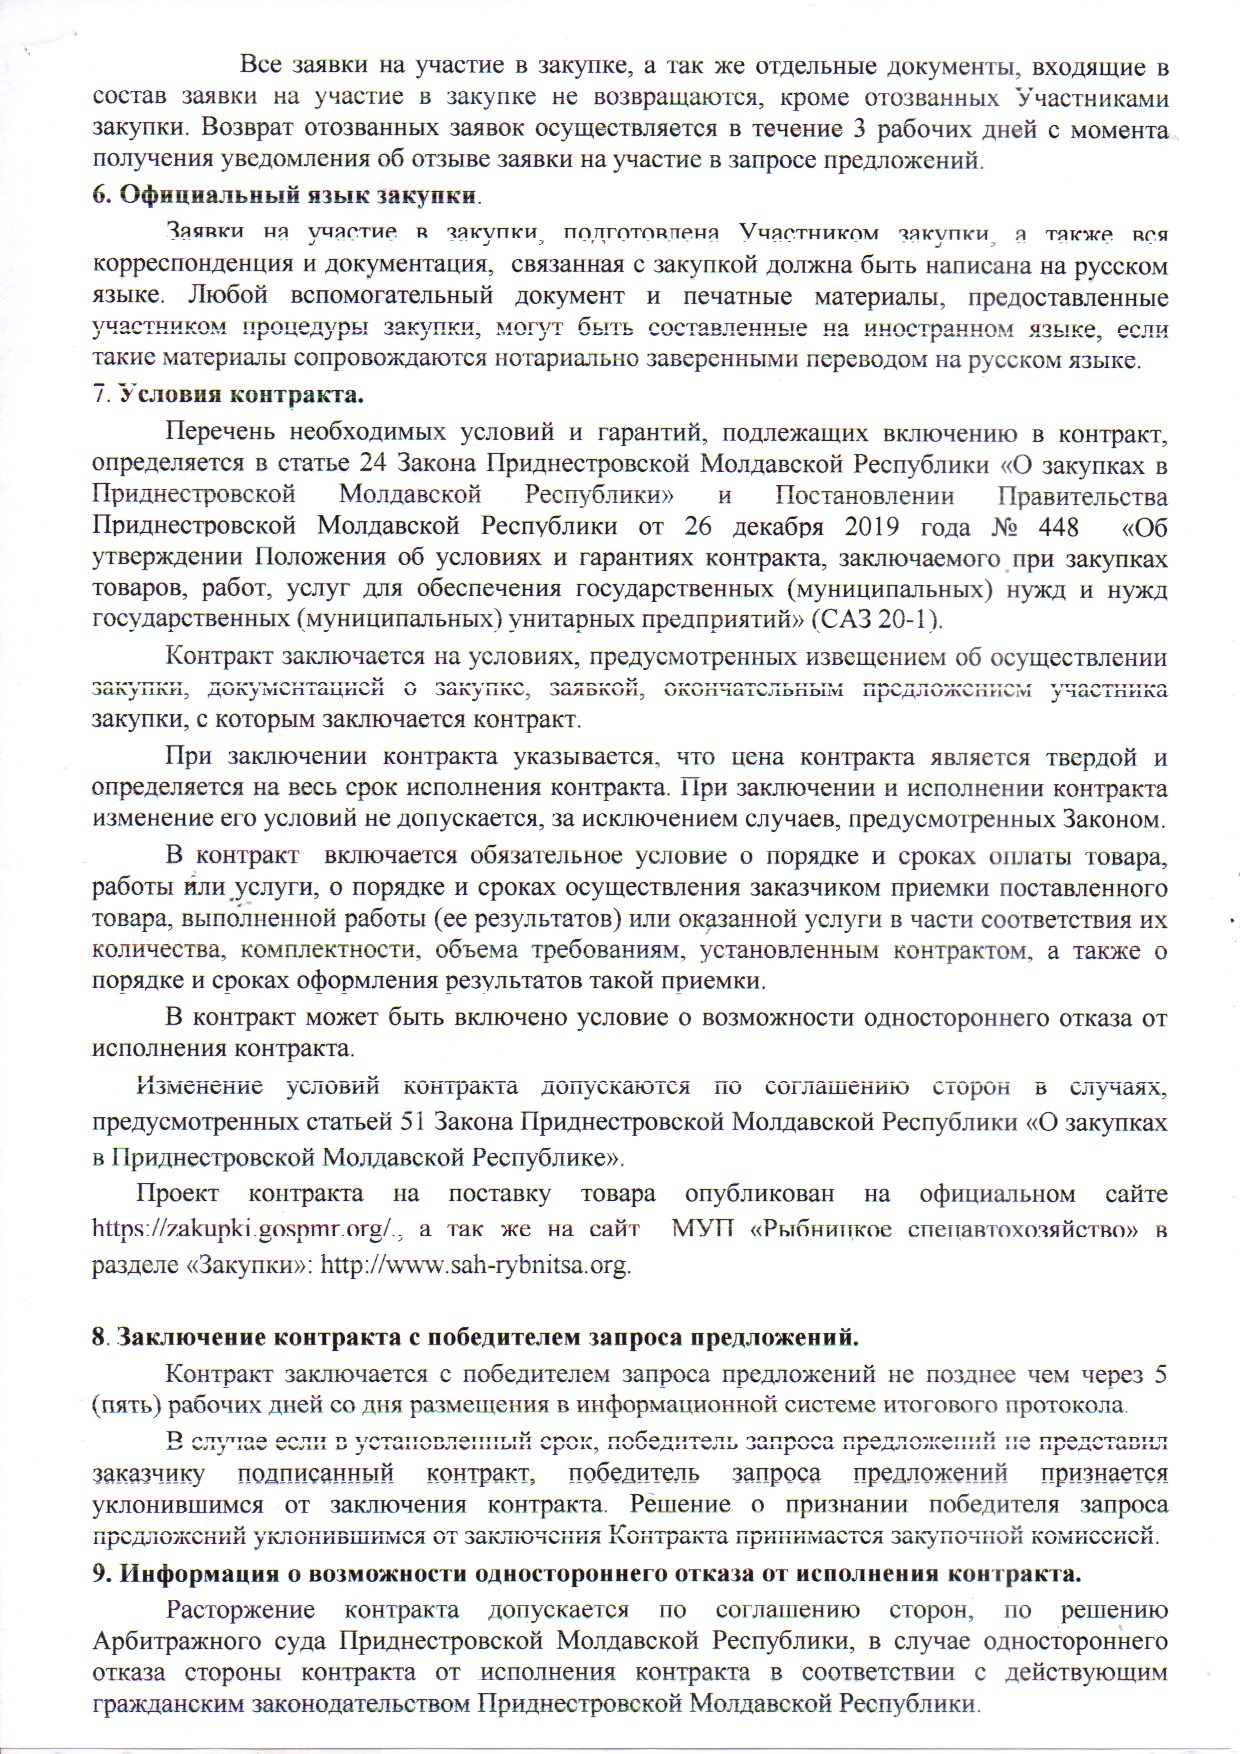 Все заявки на участие в закупке, а так же отдельные документы, входящие в
состав заявки на участие в закупке не возвращаются, кроме отозванных Участниками
закупки. Возврат отозванных заявок осуществляется в течение 3 рабочих дней с момента
получения уведомления об отзыве заявки на участие в запросе предложений.
6. Официальный язык закупки.
Заявки на участие в закупки, подготовлена Участником закупки, а также вся
корреспонденция и документация, связанная с закупкой должна быть написана на русском
языке. Любой вспомогательный документ и печатные материалы, предоставленные
участником процедуры закупки, могут быть составленные на иностранном языке, если
такие материалы сопровождаются нотариально заверенными переводом на русском языке.
7. Условия контракта.
Перечень необходимых условий и гарантий, подлежащих включению в контракт,
определяется в статье 24 Закона Приднестровской Молдавской Республики «О закупках в
Приднестровской Молдавской Республики» и Постановлении Правительства
Приднестровской Молдавской Республики от 26 декабря 2019 года № 448 «Об
утверждении Положения об условиях и гарантиях контракта, заключаемого при закупках
товаров, работ, услуг для обеспечения государственных (муниципальных) нужд и нужд
государственных (муниципальных) унитарных предприятий» (САЗ 20-1).
Контракт заключается на условиях, предусмотренных извещением об осуществлении
закупки, документацией о закупке, заявкой, окончательным предложением участника
закупки, с которым заключается контракт.
При заключении контракта указывается, что цена контракта является твердой и
определяется на весь срок исполнения контракта. При заключении и исполнении контракта
изменение его условий не допускается, за исключением случаев, предусмотренных Законом.
В контракт включается обязательное условие о порядке и сроках оплаты товара,
работы или услуги, о порядке и сроках осуществления заказчиком приемки поставленного
товара, выполненной работы (ее результатов) или оказанной услуги в части соответствия их
количества, комплектности, объема требованиям, установленным контрактом, а также о
порядке и сроках оформления результатов такой приемки.
В контракт может быть включено условие о возможности одностороннего отказа от
исполнения контракта.
Изменение условий контракта допускаются по соглашению сторон в случаях,
предусмотренных статьей 51 Закона Приднестровской Молдавской Республики «О закупках
в Приднестровской Молдавской Республике».
Проект контракта на поставку товара опубликован на официальном сайте
https://zakupki.gospmr.org/., а так же на сайт МУП «Рыбницкое спецавтохозяйство» в
разделе «Закупки»: http://www.sah-rybnitsa.org.
8. Заключение контракта с победителем запроса предложений.
Контракт заключается с победителем запроса предложений не позднее чем через 5
(пять) рабочих дней со дня размещения в информационной системе итогового протокола.
В случае если в установленный срок, победитель запроса предложений не представил
заказчику подписанный контракт, победитель запроса предложений признается
уклонившимся от заключения контракта. Решение о признании победителя запроса
предложений уклонившимся от заключения Контракта принимается закупочной комиссией.
9. Информация о возможности одностороннего отказа от исполнения контракта.
Расторжение контракта допускается по соглашению сторон, по решению
Арбитражного суда Приднестровской Молдавской Республики, в случае одностороннего
отказа стороны контракта от исполнения контракта в соответствии с действующим
гражданским законодательством Приднестровской Молдавской Республики.